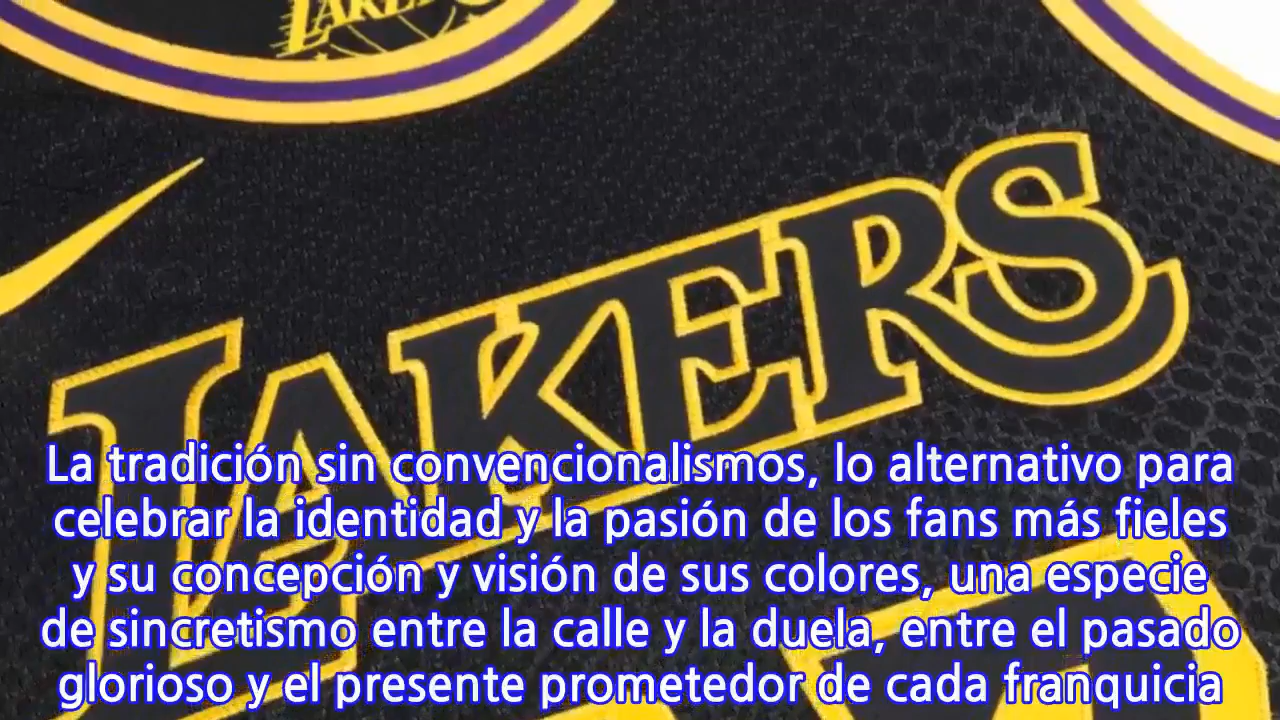 LAKERS
LAKERS
La tradición sin convencionalismos, lo alternativo para
celebrar la identidad y la pasión de los fans más fieles
y su concepción y visión de sus colores, una especie
de sincretismo entre la calle y la duela, entre el pasado
glorioso y el presente prometedor de cada franquicia